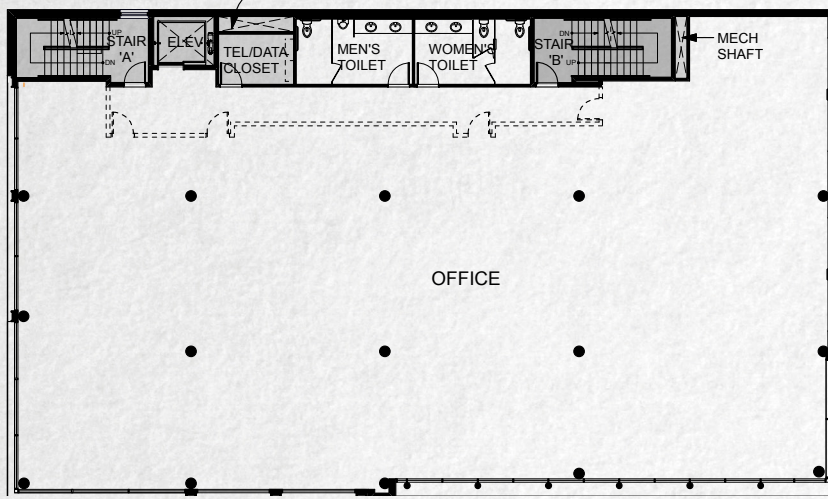 UP
DN
STAIR
'A'
ELEV
TEL/DATA
CLOSET
MEN'S
TOILET
WOMEN'S
TOILET
DN
STAIR
'B'
UP
MECH
SHAFT
OFFICE